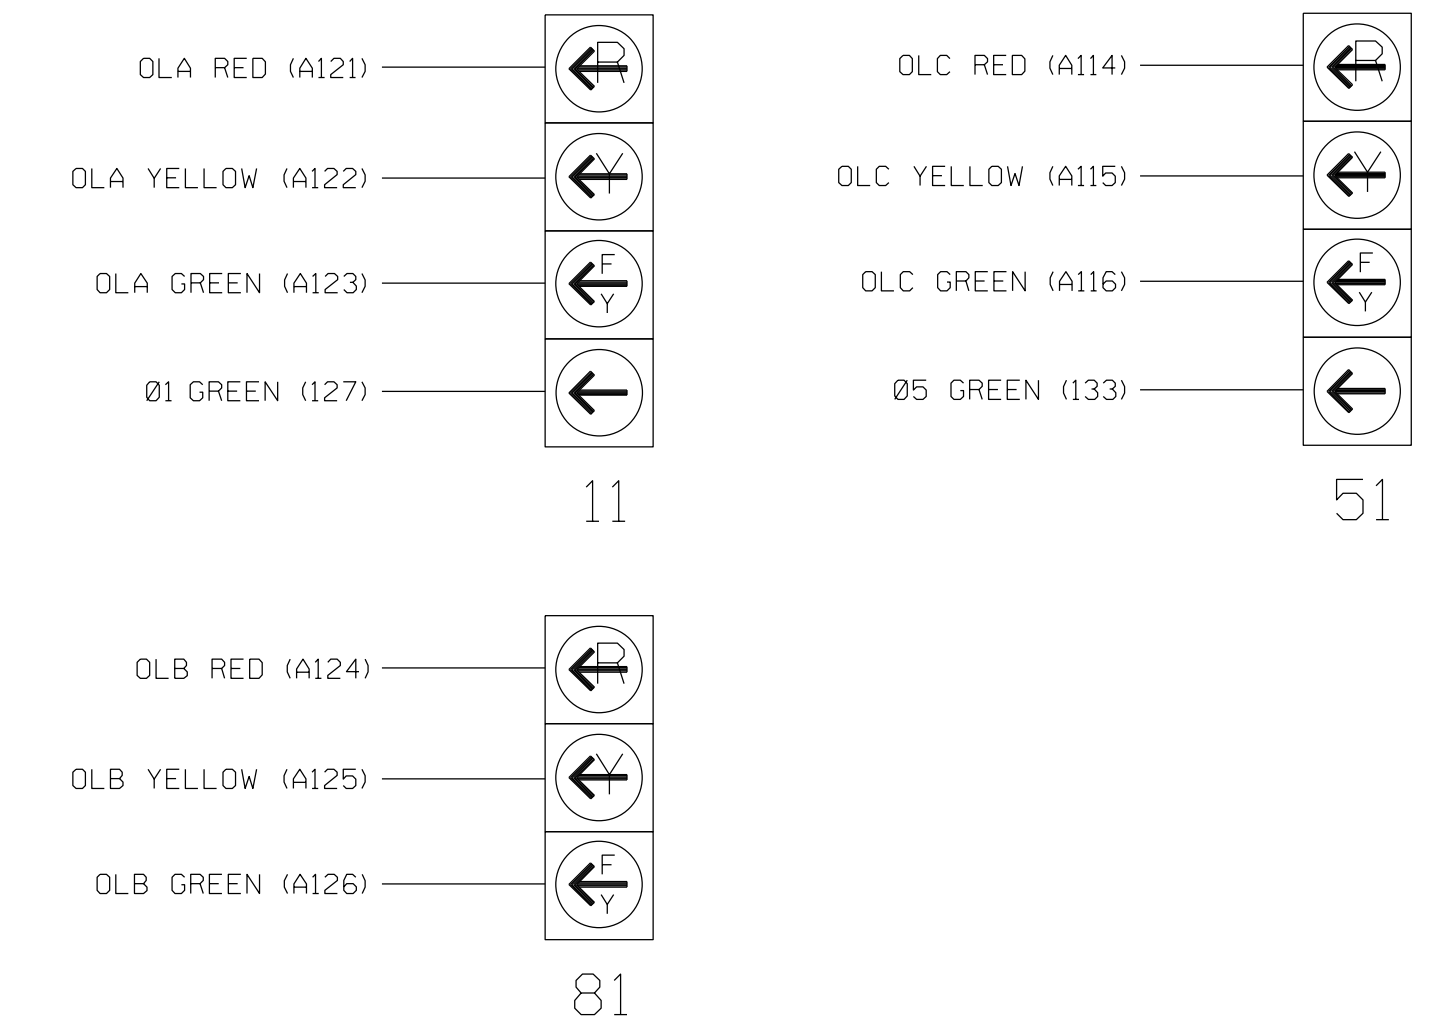 OLA RED (A121)
R
OLA YELLOW (A122)
Y
OLA GREEN (A123)
F
Y
Ø1 GREEN (127)
11
OLC RED (A114)
R
OLC YELLOW (A115)
Y
OLC GREEN (A116)
F
Y
Ø5 GREEN (133)
51
OLB RED (A124)
R
OLB YELLOW (A125)
Y
OLB GREEN (A126)
F
Y
81